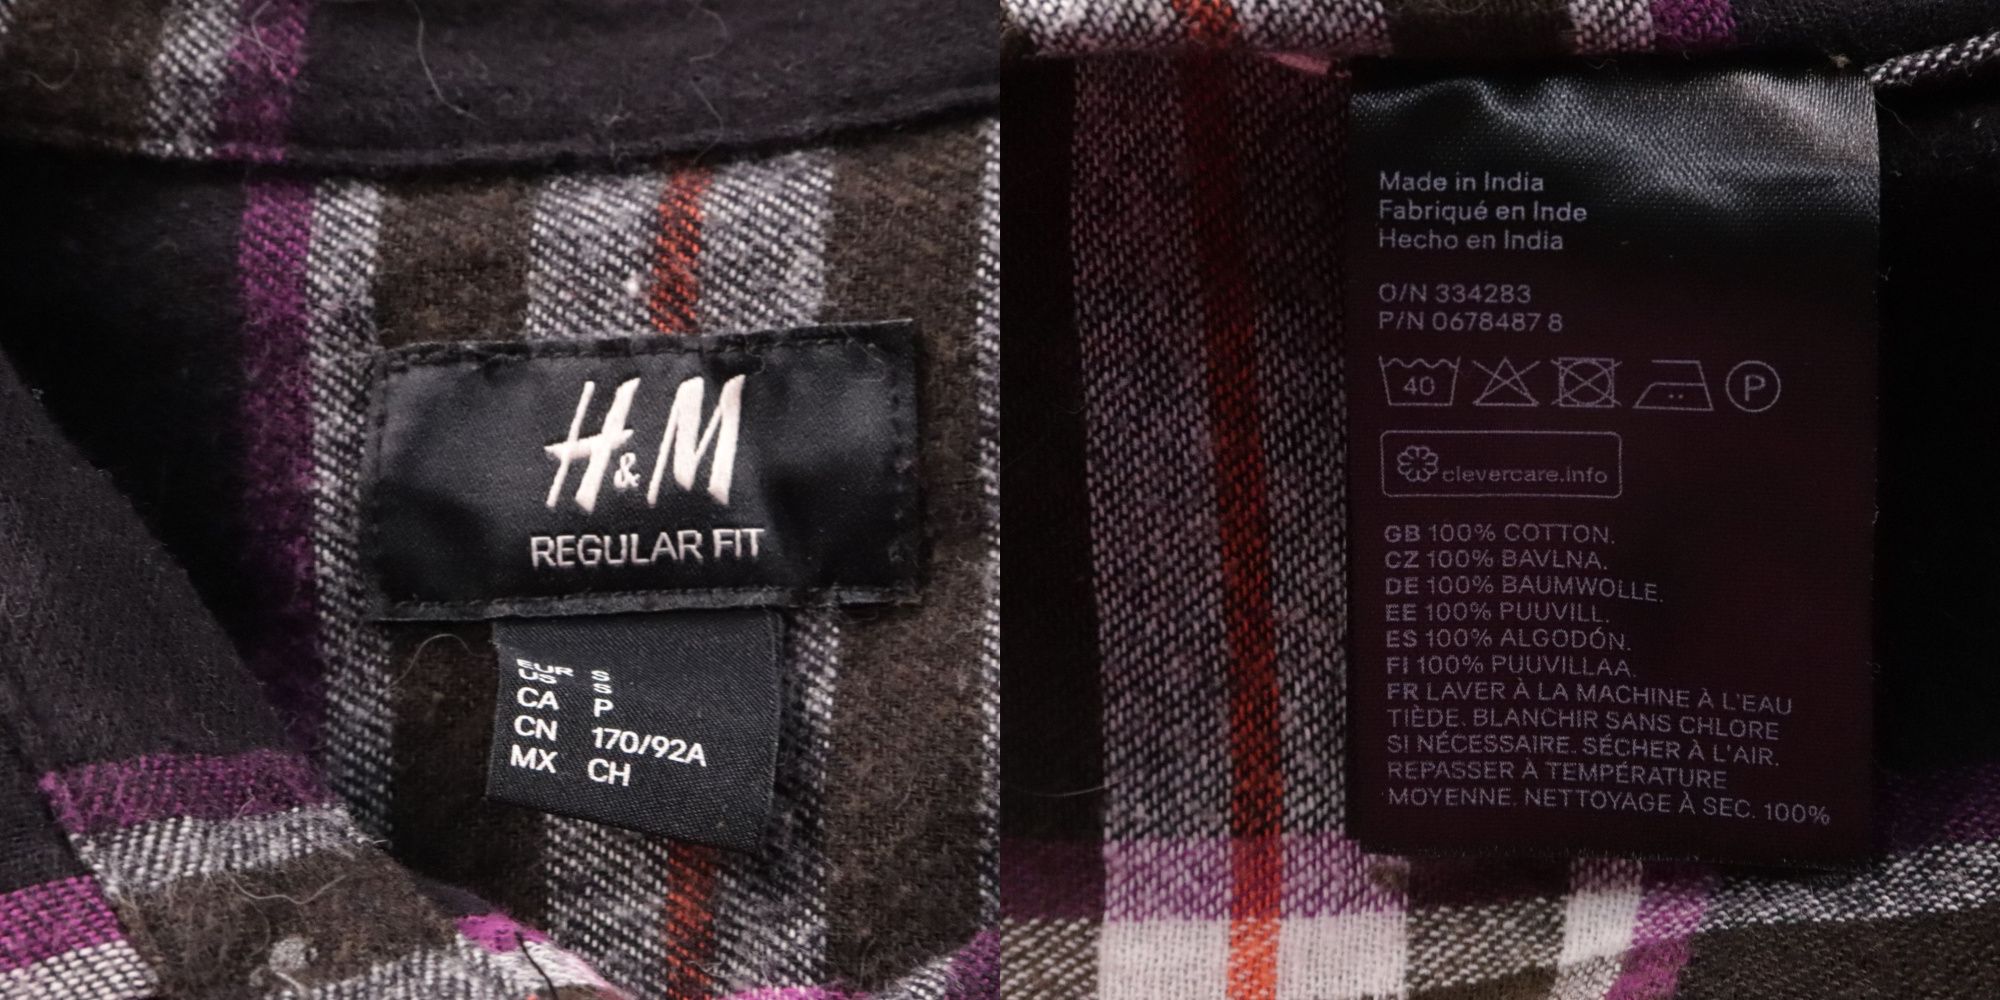 H&M
REGULAR FIT
EUR S
US S
CA P
CN 170/92A
MX CH
Made in India
Fabriqué en Inde
Hecho en India
O/N 334283
P/N 0678487 8
40 P
clevercare.info
GB 100% COTTON.
CZ 100% BAVLNA.
DE 100% BAUMWOLLE.
EE 100% PUUVILL.
ES 100% ALGODÓN.
FI 100% PUUVILLAA.
FR LAVER À LA MACHINE À L'EAU
TIÈDE. BLANCHIR SANS CHLORE
SI NÉCESSAIRE. SÉCHER À L'AIR.
REPASSER À TEMPÉRATURE
MOYENNE. NETTOYAGE À SEC. 100%